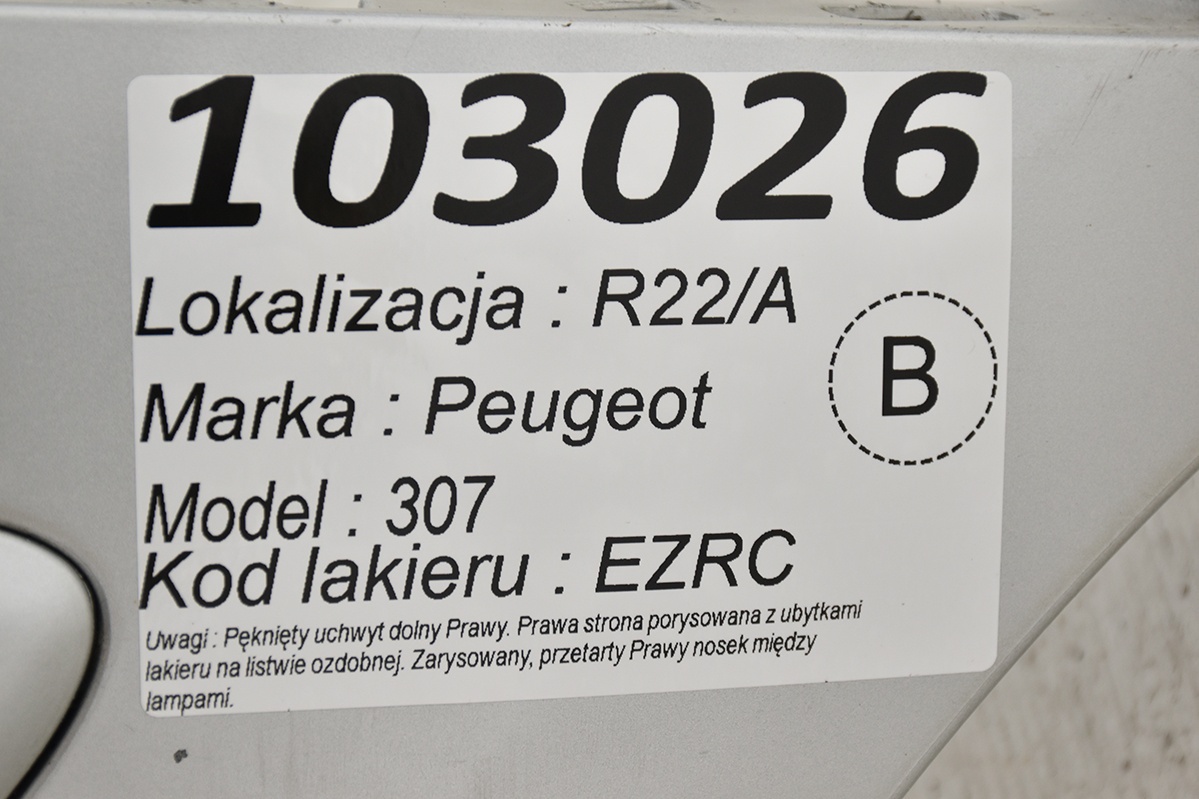 103026
Lokalizacja : R22/A
Marka : Peugeot
B
Model : 307
Kod lakieru : EZRC
Uwagi : Pęknięty uchwyt dolny Prawy. Prawa strona porysowana z ubytkami
lakieru na listwie ozdobnej. Zarysowany, przetarty Prawy nosek między
lampami.